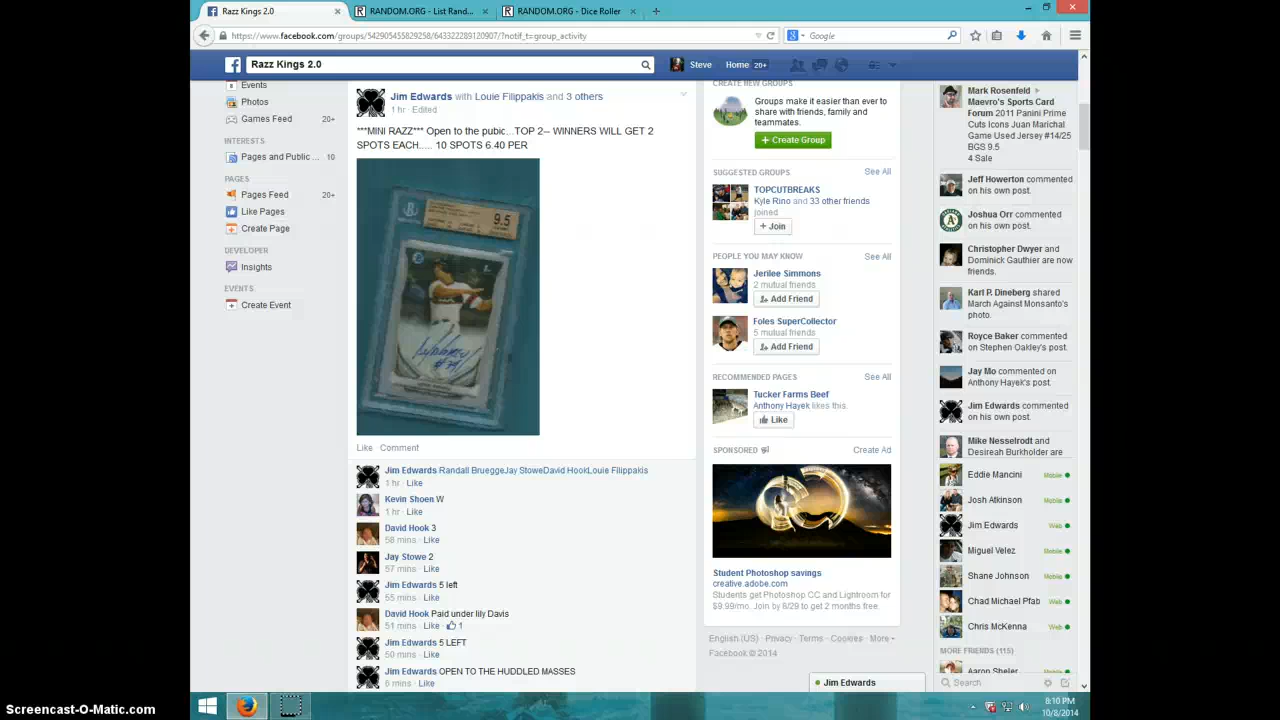 Razz Kings 2.0
RANDOM.ORG - List Rand...
RANDOM.ORG - Dice Roller
https://www.facebook.com/groups/542905455829258/643322289120907/?notif_t=group_activity
Google
Razz Kings 2.0
Steve
Home 20+
Events
Photos
Games Feed 20+
INTERESTS
Pages and Public ... 10
PAGES
Pages Feed 20+
Like Pages
Create Page
DEVELOPER
Insights
EVENTS
Create Event
Jim Edwards with Louie Filippakis and 3 others
1 hr · Edited
***MINI RAZZ*** Open to the pubic...TOP 2-- WINNERS WILL GET 2
SPOTS EACH..... 10 SPOTS 6.40 PER
9.5
Like Comment
Jim Edwards Randall BrueggeJay StoweDavid HookLouie Filippakis
1 hr · Like
Kevin Shoen W
1 hr · Like
David Hook 3
58 mins · Like
Jay Stowe 2
57 mins · Like
Jim Edwards 5 left
55 mins · Like
David Hook Paid under lily Davis
51 mins · Like · 1
Jim Edwards 5 LEFT
50 mins · Like
Jim Edwards OPEN TO THE HUDDLED MASSES
6 mins · Like
CREATE NEW GROUPS
Groups make it easier than ever to
share with friends, family and
teammates.
+ Create Group
SUGGESTED GROUPS See All
TOPCUTBREAKS
Kyle Rino and 33 other friends
joined
+ Join
PEOPLE YOU MAY KNOW See All
Jerilee Simmons
2 mutual friends
Add Friend
Foles SuperCollector
5 mutual friends
Add Friend
RECOMMENDED PAGES See All
Tucker Farms Beef
Anthony Hayek likes this.
Like
SPONSORED Create Ad
Student Photoshop savings
creative.adobe.com
Students get Photoshop CC and Lightroom for
$9.99/mo. Join by 8/29 to get 2 months free.
English (US) · Privacy · Terms · Cookies · More
Facebook © 2014
Jim Edwards
Mark Rosenfeld
Maevro's Sports Card
Forum 2011 Panini Prime
Cuts Icons Juan Marichal
Game Used Jersey #14/25
BGS 9.5
4 Sale
Jeff Howerton commented
on his own post.
Joshua Orr commented
on his own post.
Christopher Dwyer and
Dominick Gauthier are now
friends.
Karl P. Dineberg shared
March Against Monsanto's
photo.
Royce Baker commented
on Stephen Oakley's post.
Jay Mo commented on
Anthony Hayek's post.
Jim Edwards commented
on his own post.
Mike Nesselrodt and
Desireah Burkholder are
Eddie Mancini Mobile
Josh Atkinson Mobile
Jim Edwards Web
Miguel Velez Mobile
Shane Johnson Mobile
Chad Michael Pfab Web
Chris McKenna Web
MORE FRIENDS (115)
Aaron Sheler
Search
8:10 PM
10/8/2014
Screencast-O-Matic.com